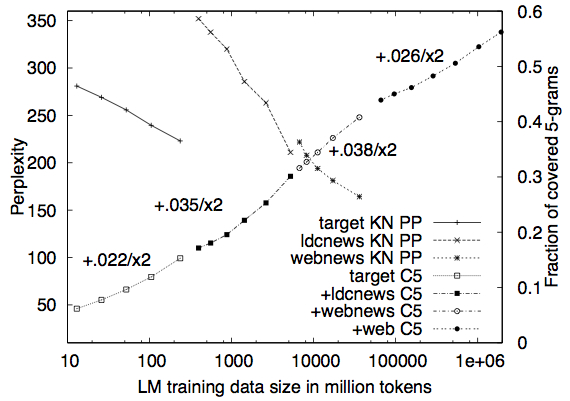 350
300
250
200
150
100
50
Perplexity
0.6
0.5
0.4
0.3
0.2
0.1
0
Fraction of covered 5-grams
+.026/x2
+.038/x2
+.035/x2
+.022/x2
target KN PP
ldcnews KN PP
webnews KN PP
target C5
+ldcnews C5
+webnews C5
+web C5
10 100 1000 10000 100000 1e+06
LM training data size in million tokens